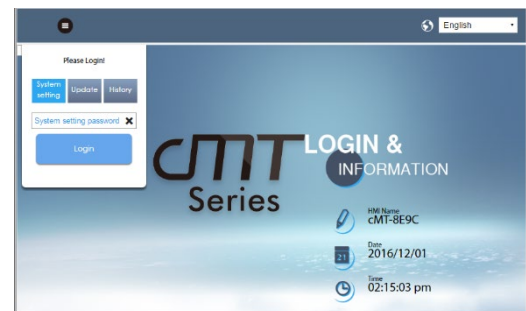 English
Please Login!
System setting
Update
History
System setting password
Login
cMT
Series
LOGIN &
INFORMATION
HMI Name
cMT-8E9C
21
Date
2016/12/01
Time
02:15:03 pm